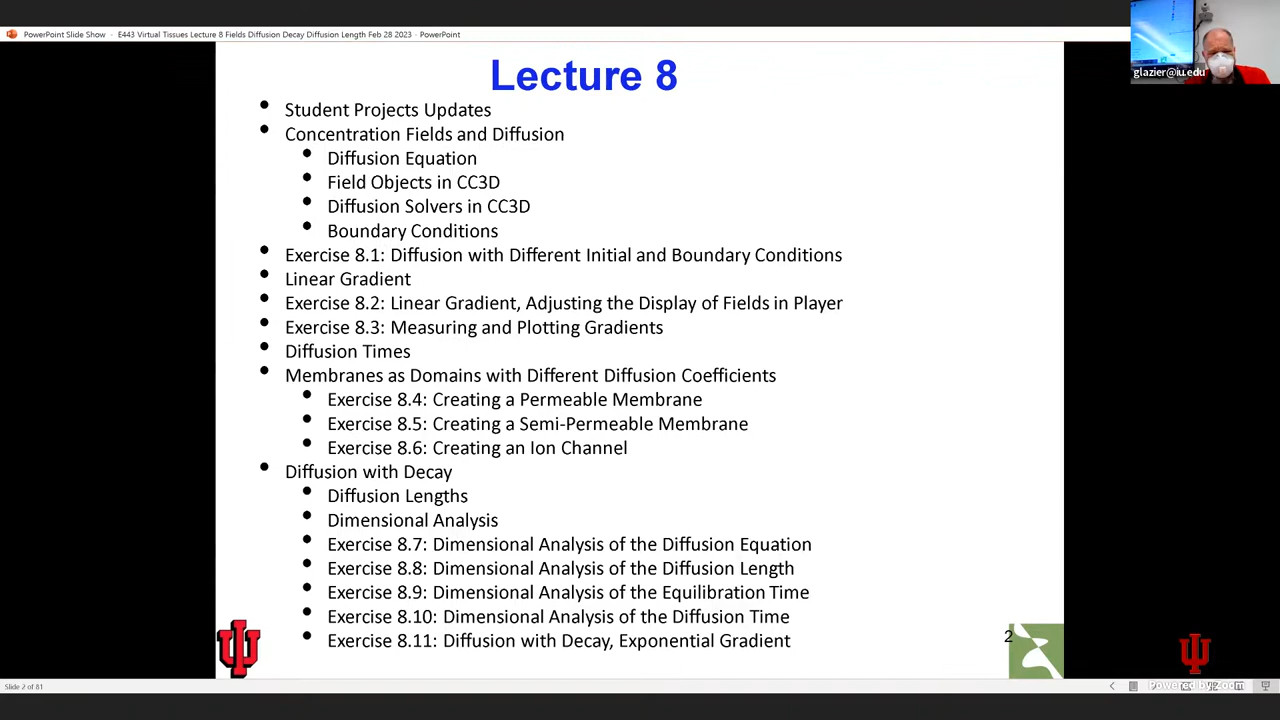 PowerPoint Slide Show - E443 Virtual Tissues Lecture 8 Fields Diffusion Decay Diffusion Length Feb 28 2023 - PowerPoint
glazier@iu.edu
Lecture 8
• Student Projects Updates
• Concentration Fields and Diffusion
• Diffusion Equation
• Field Objects in CC3D
• Diffusion Solvers in CC3D
• Boundary Conditions
• Exercise 8.1: Diffusion with Different Initial and Boundary Conditions
• Linear Gradient
• Exercise 8.2: Linear Gradient, Adjusting the Display of Fields in Player
• Exercise 8.3: Measuring and Plotting Gradients
• Diffusion Times
• Membranes as Domains with Different Diffusion Coefficients
• Exercise 8.4: Creating a Permeable Membrane
• Exercise 8.5: Creating a Semi-Permeable Membrane
• Exercise 8.6: Creating an Ion Channel
• Diffusion with Decay
• Diffusion Lengths
• Dimensional Analysis
• Exercise 8.7: Dimensional Analysis of the Diffusion Equation
• Exercise 8.8: Dimensional Analysis of the Diffusion Length
• Exercise 8.9: Dimensional Analysis of the Equilibration Time
• Exercise 8.10: Dimensional Analysis of the Diffusion Time
• Exercise 8.11: Diffusion with Decay, Exponential Gradient
2
Slide 2 of 81
Powered by Zoom